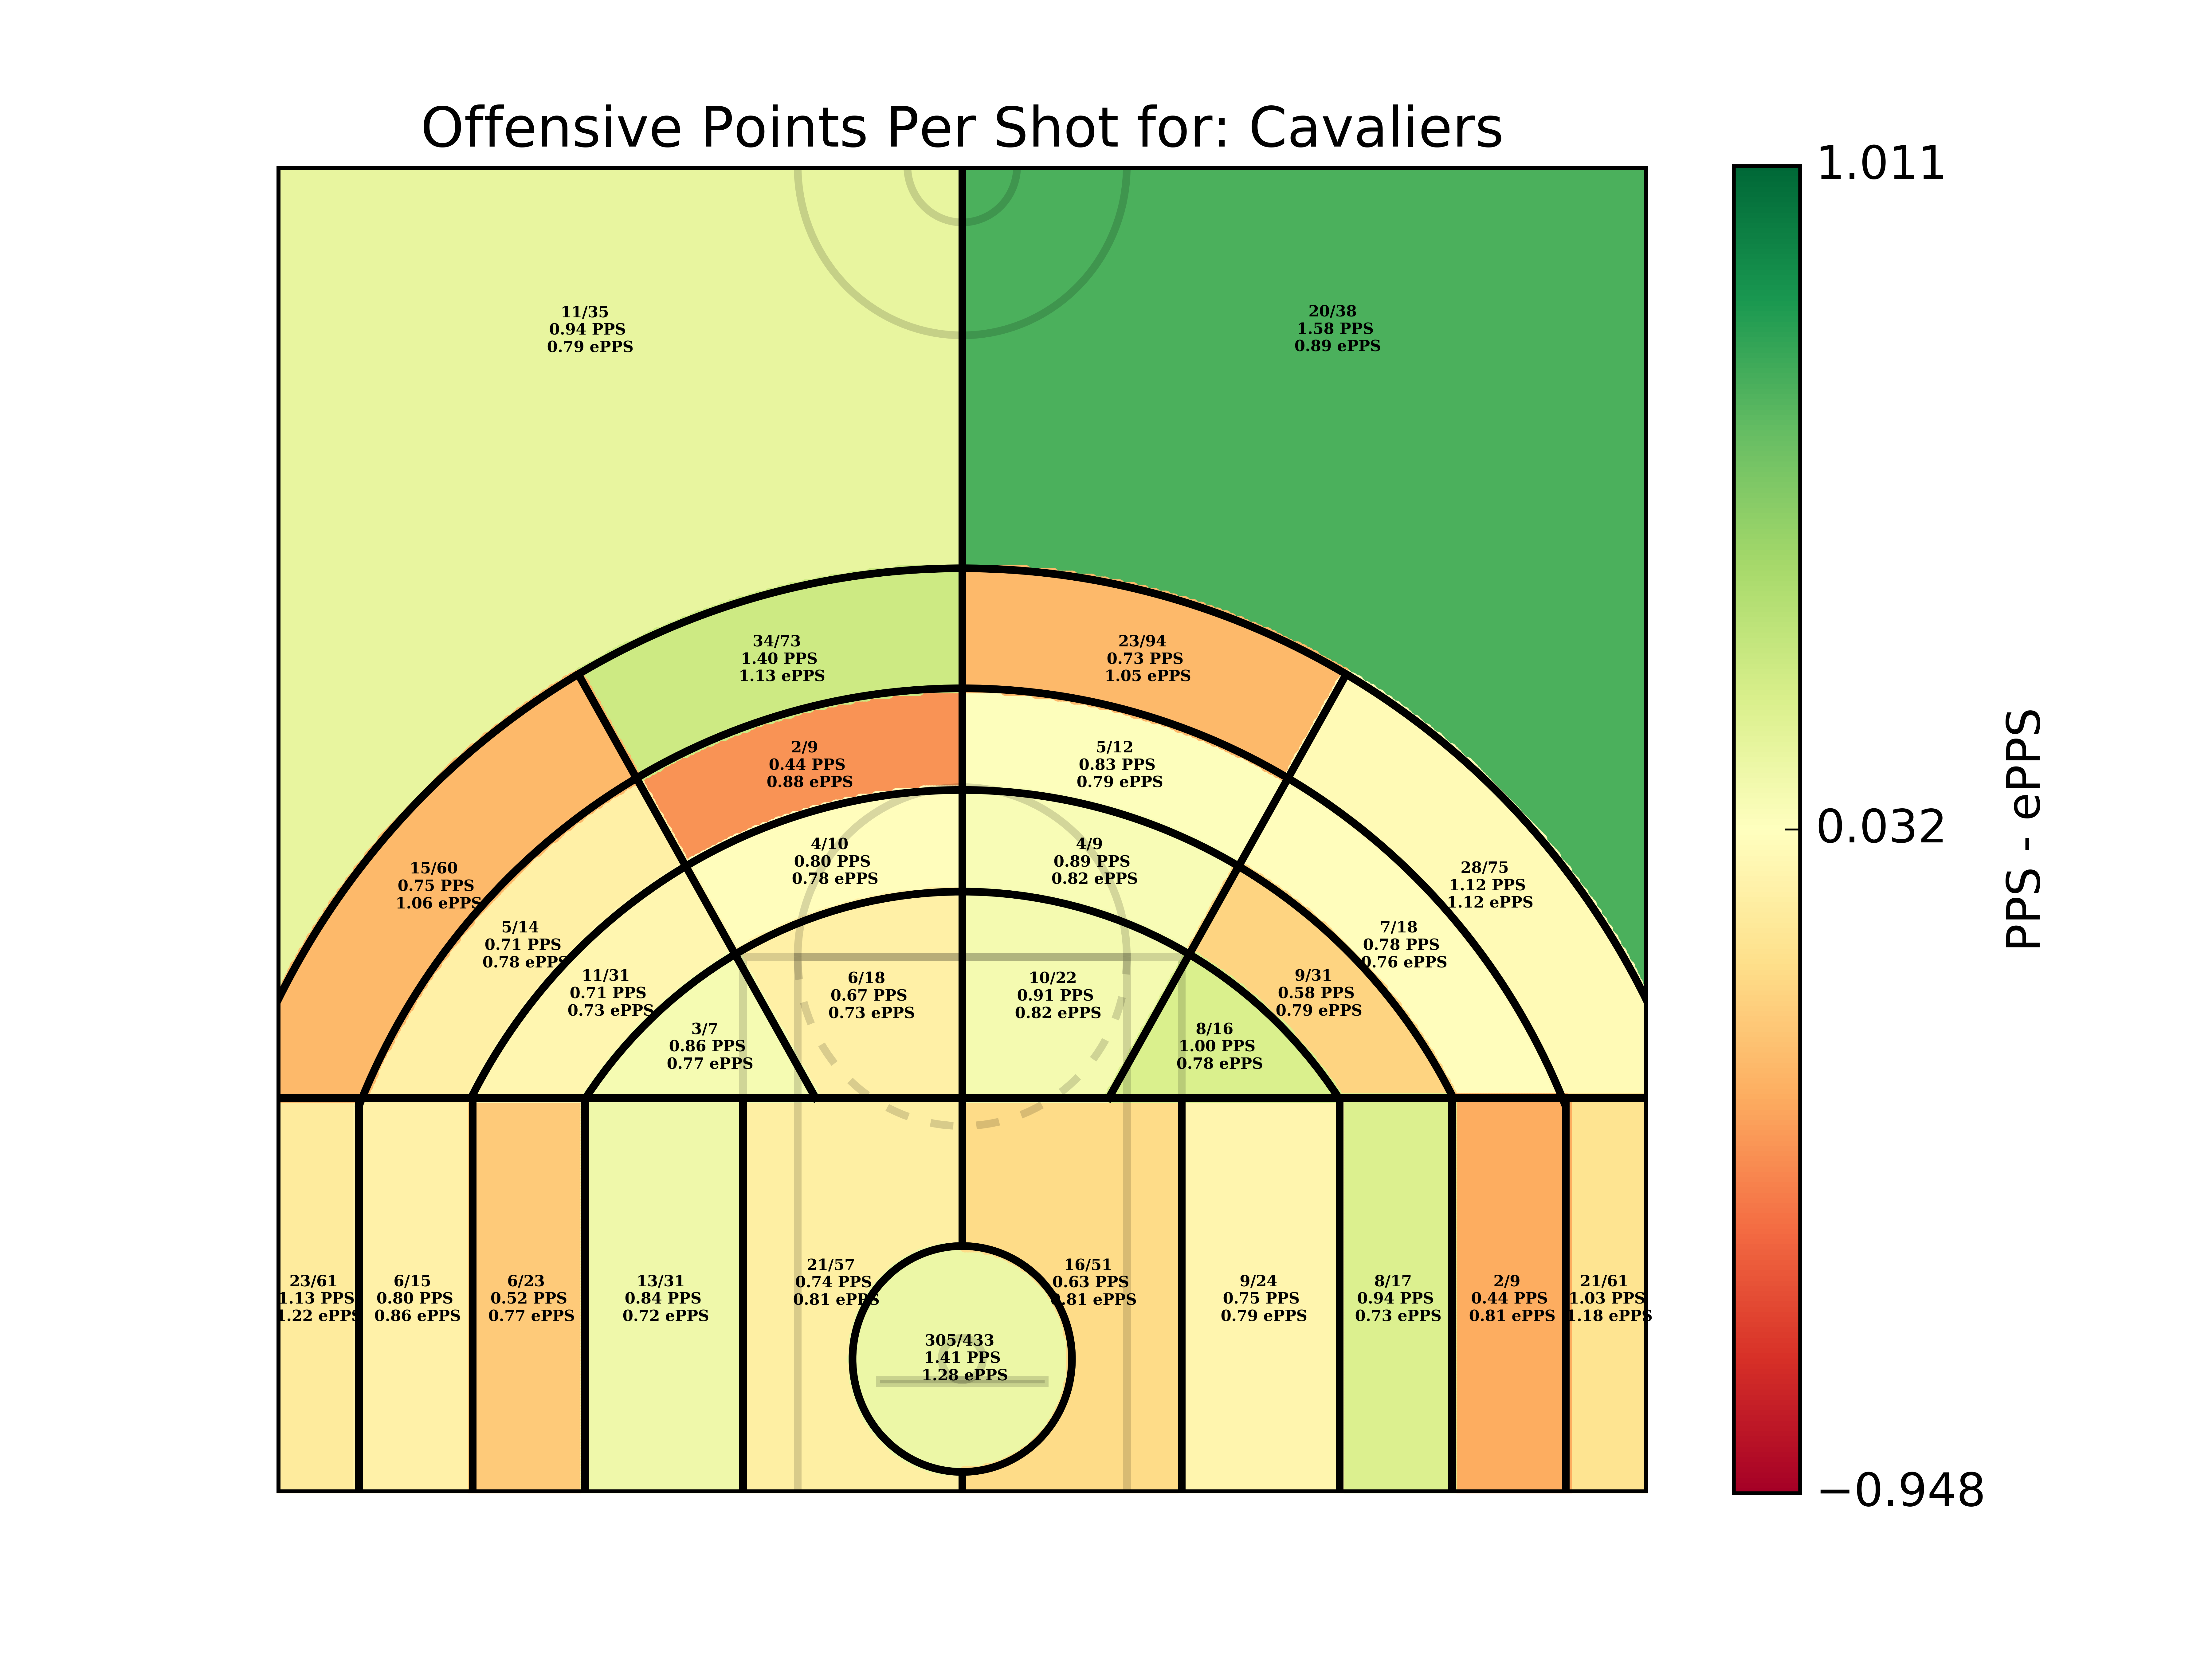 Offensive Points Per Shot for: Cavaliers
11/35
0.94 PPS
0.79 ePPS
20/38
1.58 PPS
0.89 ePPS
34/73
1.40 PPS
1.13 ePPS
23/94
0.73 PPS
1.05 ePPS
2/9
0.44 PPS
0.88 ePPS
5/12
0.83 PPS
0.79 ePPS
4/10
0.80 PPS
0.78 ePPS
4/9
0.89 PPS
0.82 ePPS
15/60
0.75 PPS
1.06 ePPS
28/75
1.12 PPS
1.12 ePPS
5/14
0.71 PPS
0.78 ePPS
7/18
0.78 PPS
0.76 ePPS
11/31
0.71 PPS
0.73 ePPS
6/18
0.67 PPS
0.73 ePPS
10/22
0.91 PPS
0.82 ePPS
9/31
0.58 PPS
0.79 ePPS
3/7
0.86 PPS
0.77 ePPS
8/16
1.00 PPS
0.78 ePPS
23/61
1.13 PPS
1.22 ePPS
6/15
0.80 PPS
0.86 ePPS
6/23
0.52 PPS
0.77 ePPS
13/31
0.84 PPS
0.72 ePPS
21/57
0.74 PPS
0.81 ePPS
305/433
1.41 PPS
1.28 ePPS
16/51
0.63 PPS
0.81 ePPS
9/24
0.75 PPS
0.79 ePPS
8/17
0.94 PPS
0.73 ePPS
2/9
0.44 PPS
0.81 ePPS
21/61
1.03 PPS
1.18 ePPS
1.011
0.032
−0.948
PPS - ePPS